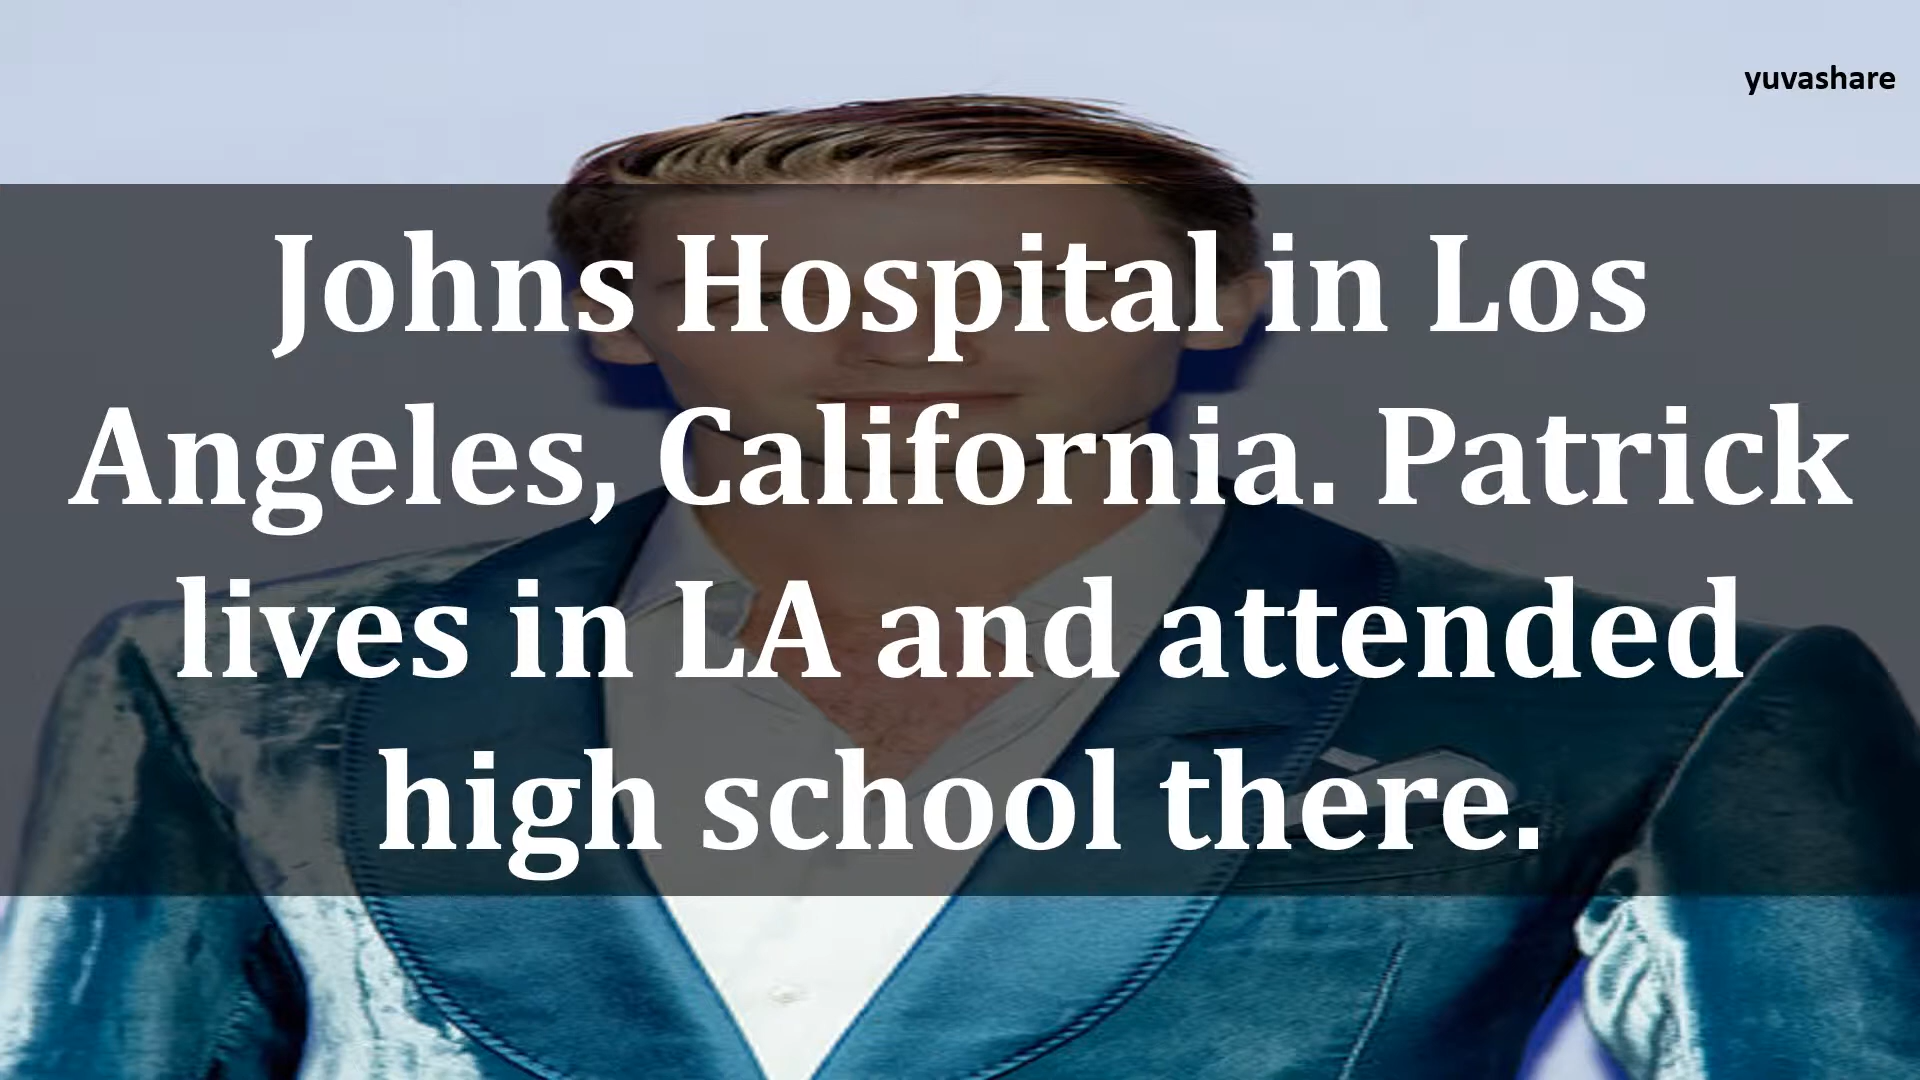 yuvashare
Johns Hospital in Los
Angeles, California. Patrick
lives in LA and attended
high school there.